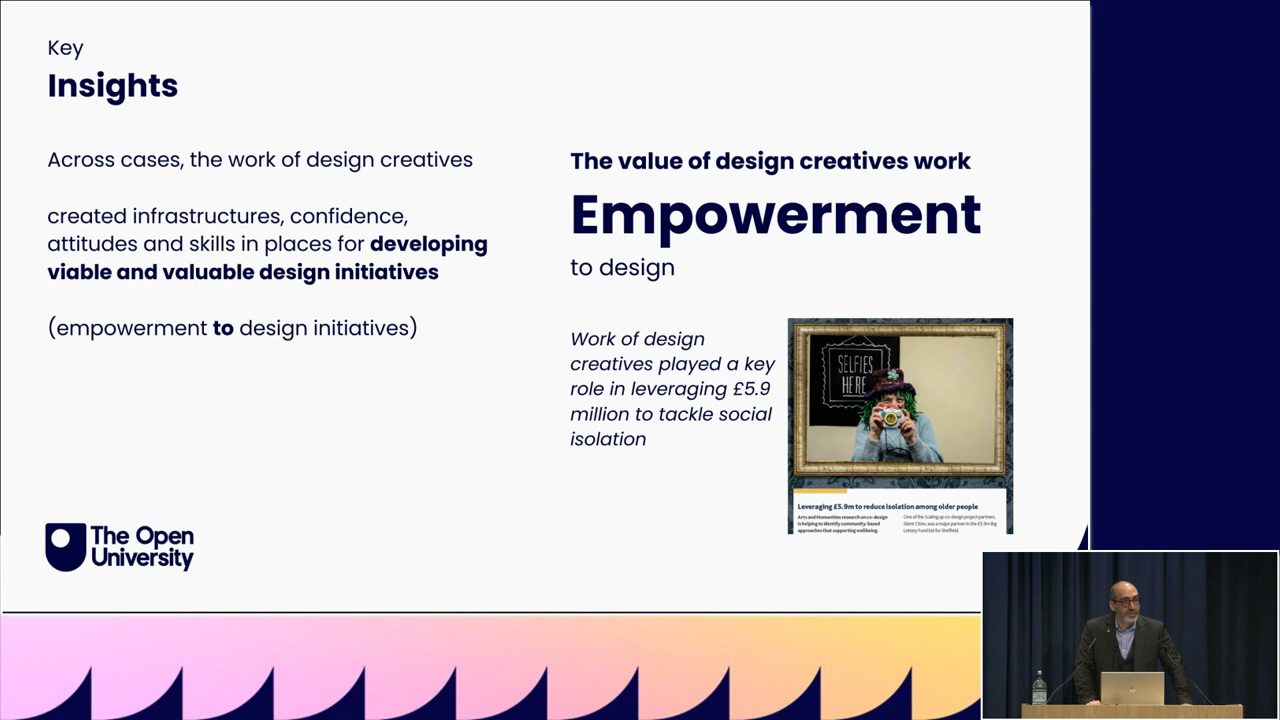 Key
Insights
Across cases, the work of design creatives
created infrastructures, confidence,
attitudes and skills in places for developing
viable and valuable design initiatives
(empowerment to design initiatives)
The value of design creatives work
Empowerment
to design
Work of design
creatives played a key
role in leveraging £5.9
million to tackle social
isolation
SELFIES
HERE
Leveraging £5.9m to reduce isolation among older people
Arts and Humanities research on co-design
is helping to identify community-based
approaches that supporting wellbeing
One of the Scaling up co-design project partners,
Silent Cities, was a major partner in the £5.9m Big
Lottery Fund bid for Sheffield.
The Open
University